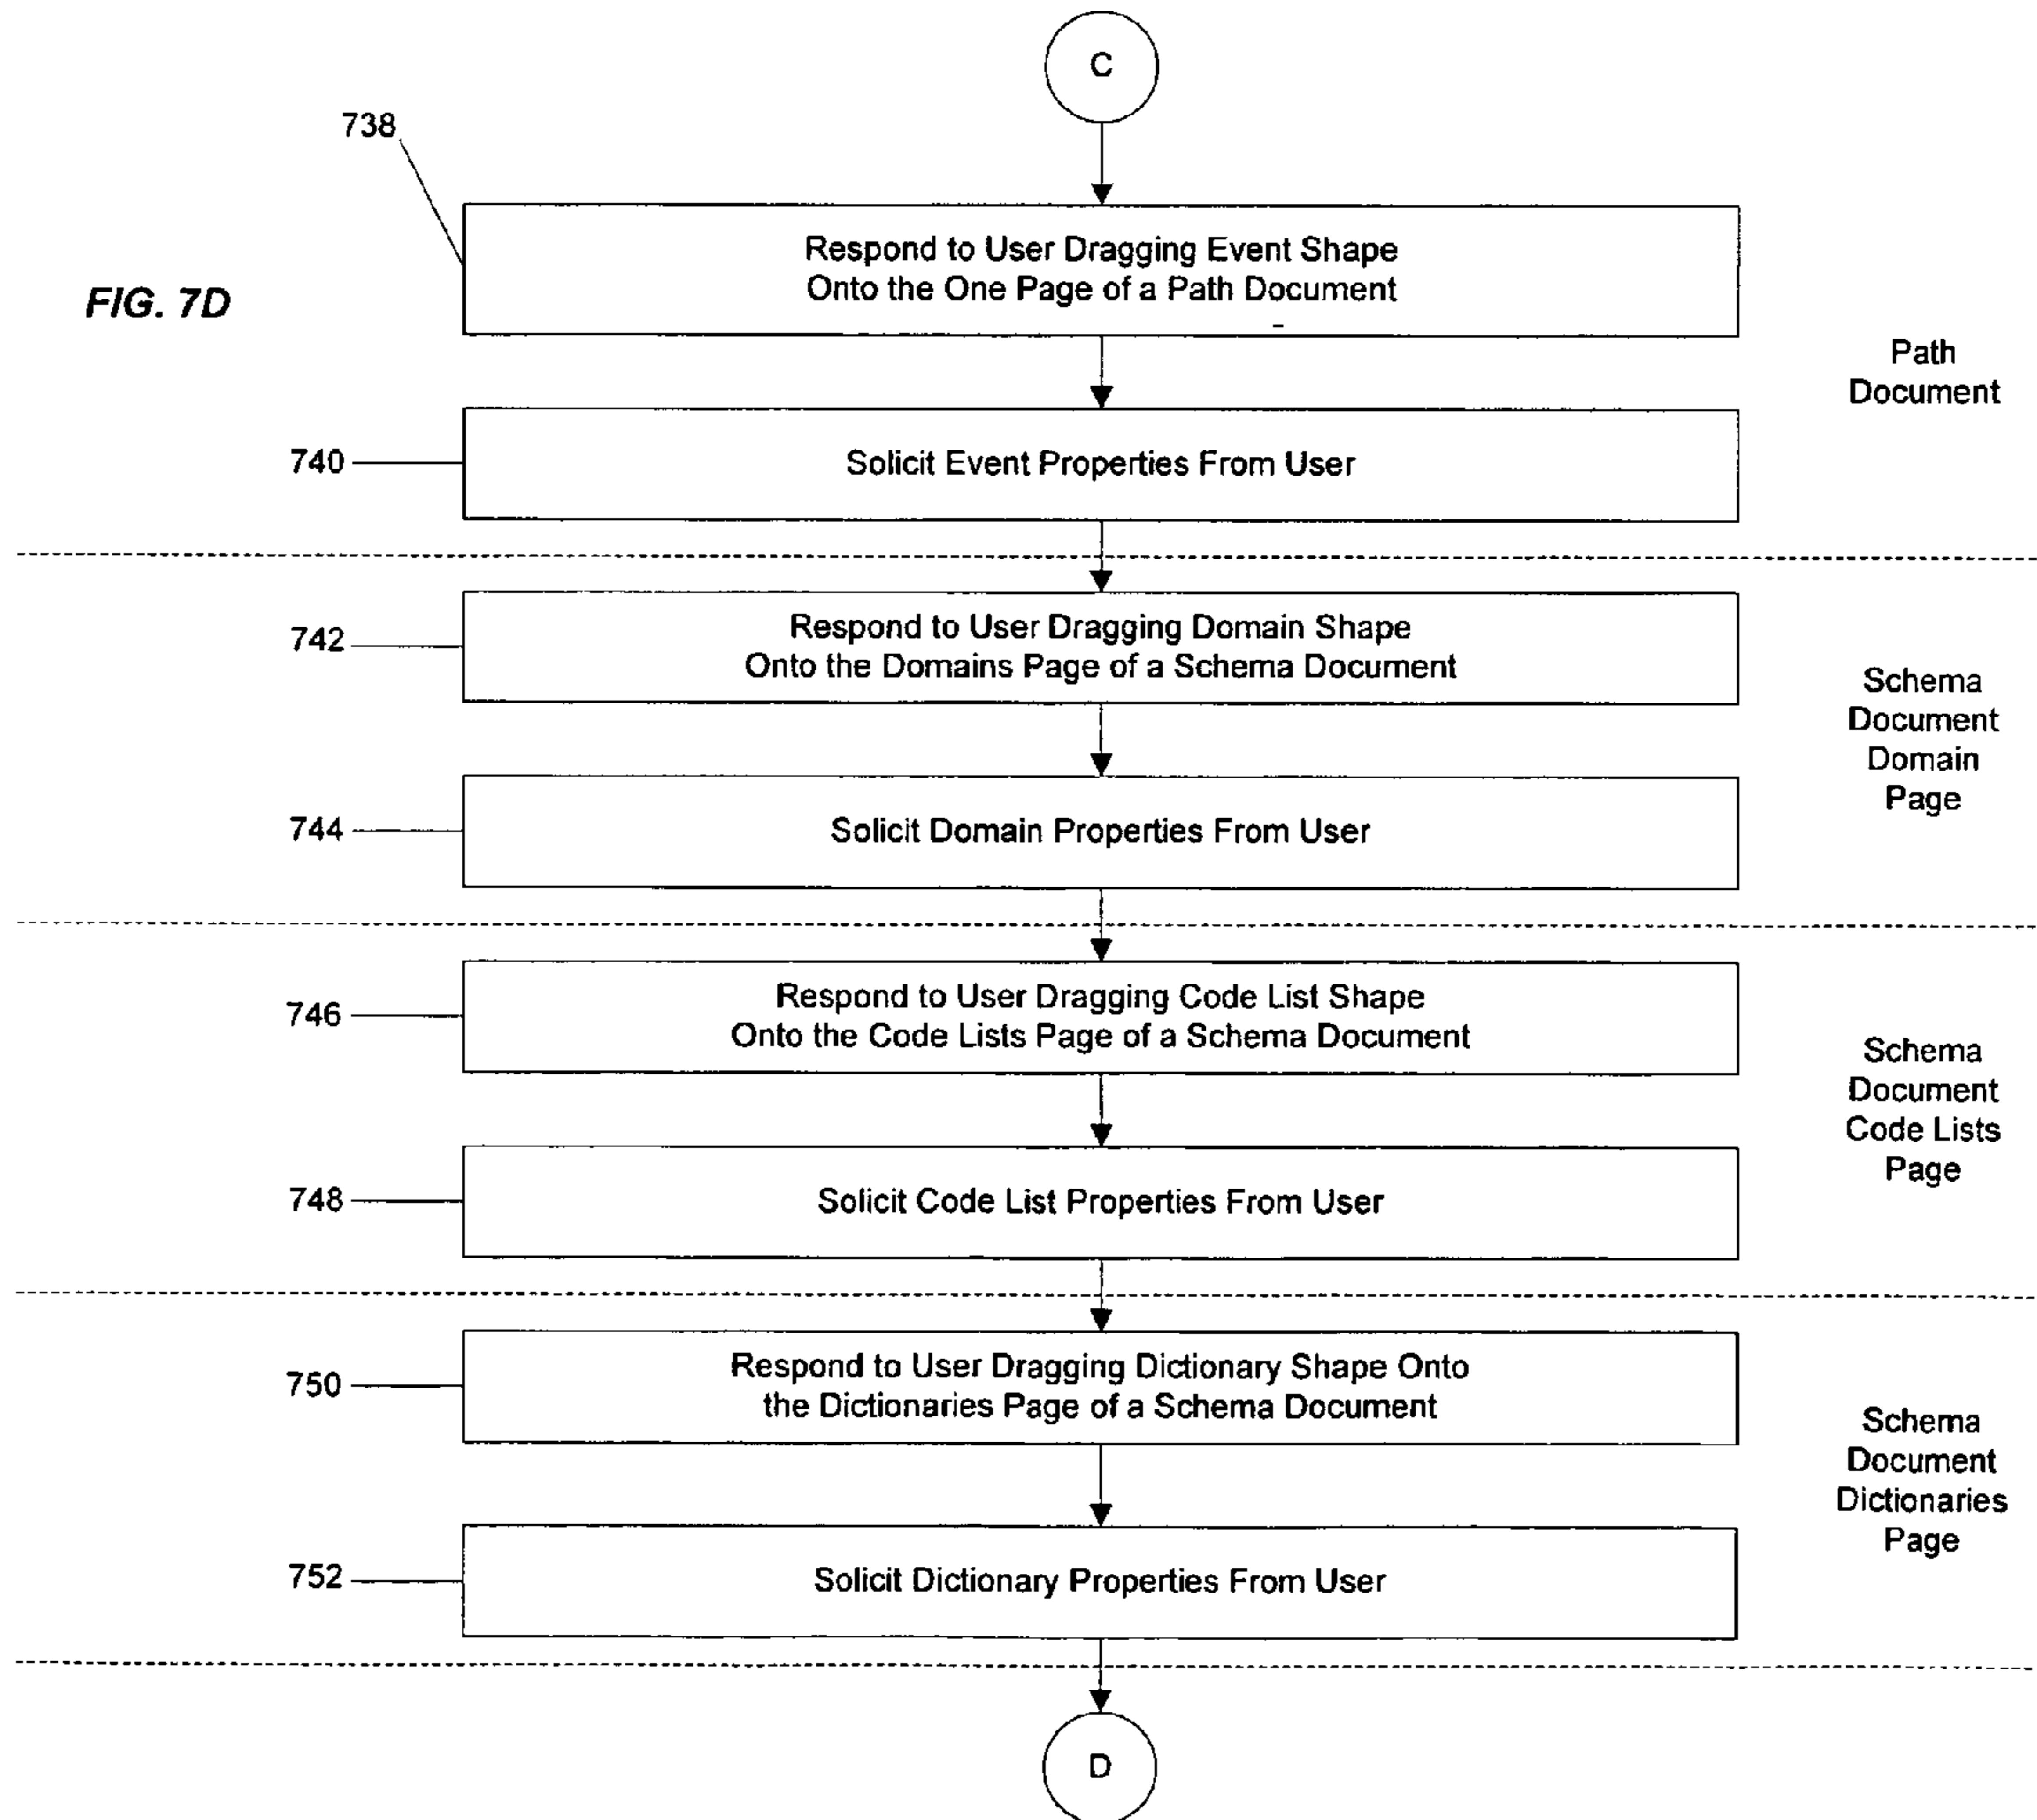 C
738
Respond to User Dragging Event Shape
Onto the One Page of a Path Document
FIG. 7D
Path
Document
740
Solicit Event Properties From User
742
Respond to User Dragging Domain Shape
Onto the Domains Page of a Schema Document
Schema
Document
Domain
Page
744
Solicit Domain Properties From User
746
Respond to User Dragging Code List Shape
Onto the Code Lists Page of a Schema Document
Schema
Document
Code Lists
Page
748
Solicit Code List Properties From User
750
Respond to User Dragging Dictionary Shape Onto
the Dictionaries Page of a Schema Document
Schema
Document
Dictionaries
Page
752
Solicit Dictionary Properties From User
D